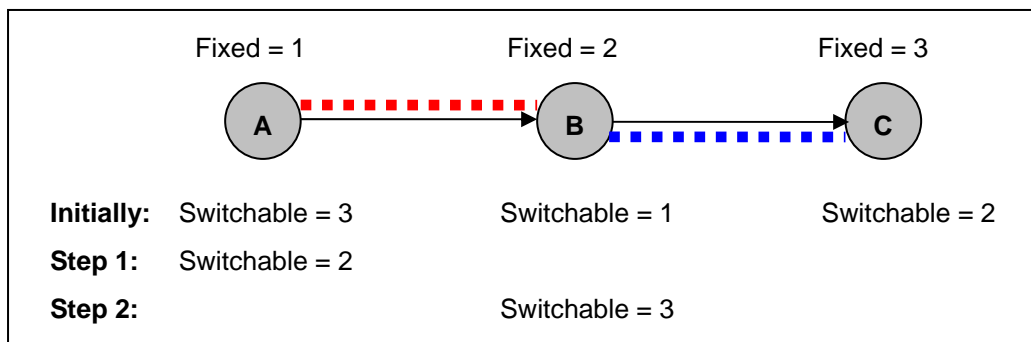 Fixed = 1 Fixed = 2 Fixed = 3
A B C
Initially: Switchable = 3 Switchable = 1 Switchable = 2
Step 1: Switchable = 2
Step 2: Switchable = 3